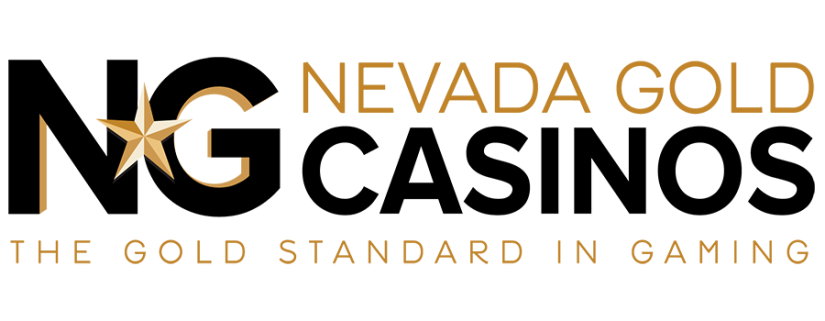 NG
NEVADA GOLD
CASINOS
THE GOLD STANDARD IN GAMING